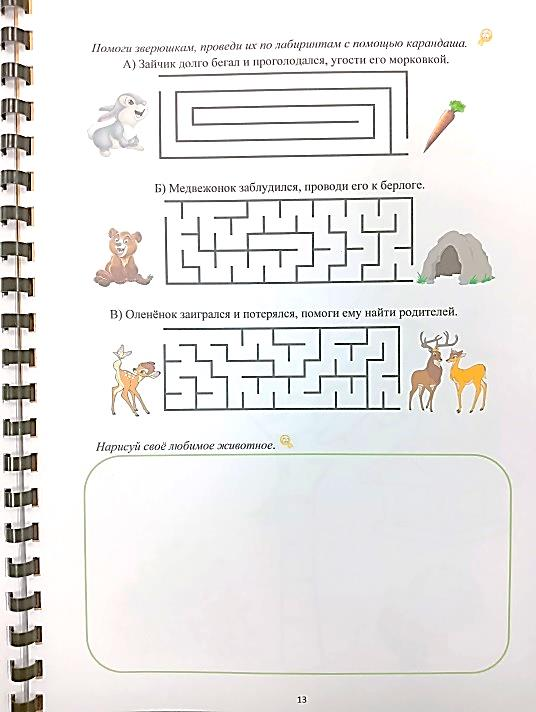 Помоги зверюшкам, проведи их по лабиринтам с помощью карандаша.
А) Зайчик долго бегал и проголодался, угости его морковкой.
Б) Медвежонок заблудился, проводи его к берлоге.
В) Оленёнок заигрался и потерялся, помоги ему найти родителей.
Нарисуй своё любимое животное.
13